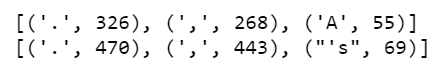 [('.', 326), (',', 268), ('A', 55)]
[('.', 470), (',', 443), ("'s", 69)]